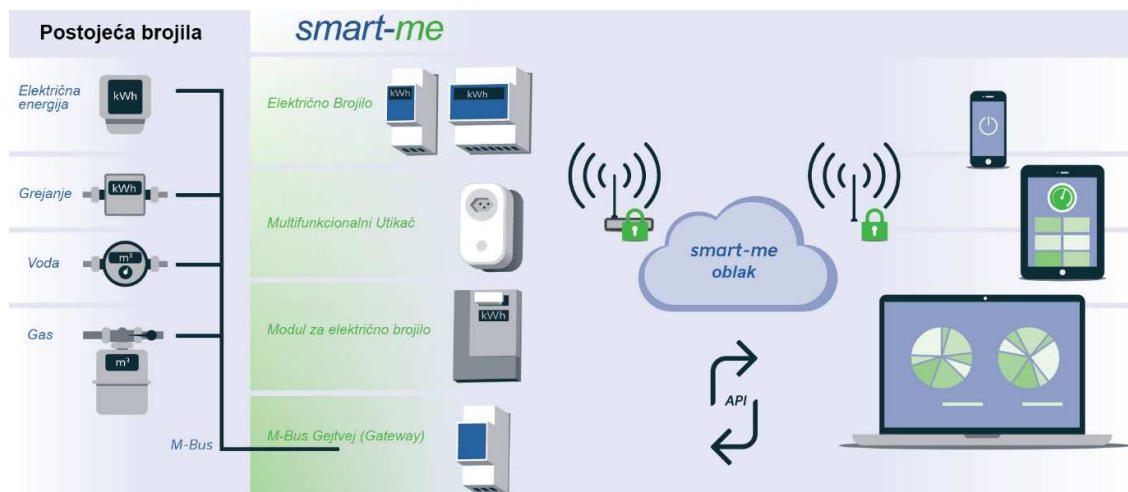 Postojeća brojila
smart-me
Električna
energija
kWh
Grejanje
kWh
Voda
m³
Gas
m³
M-Bus
Električno Brojilo
kWh
kWh
Multifunkcionalni Utikač
Modul za električno brojilo
kWh
M-Bus Gejtvej (Gateway)
smart-me
oblak
API